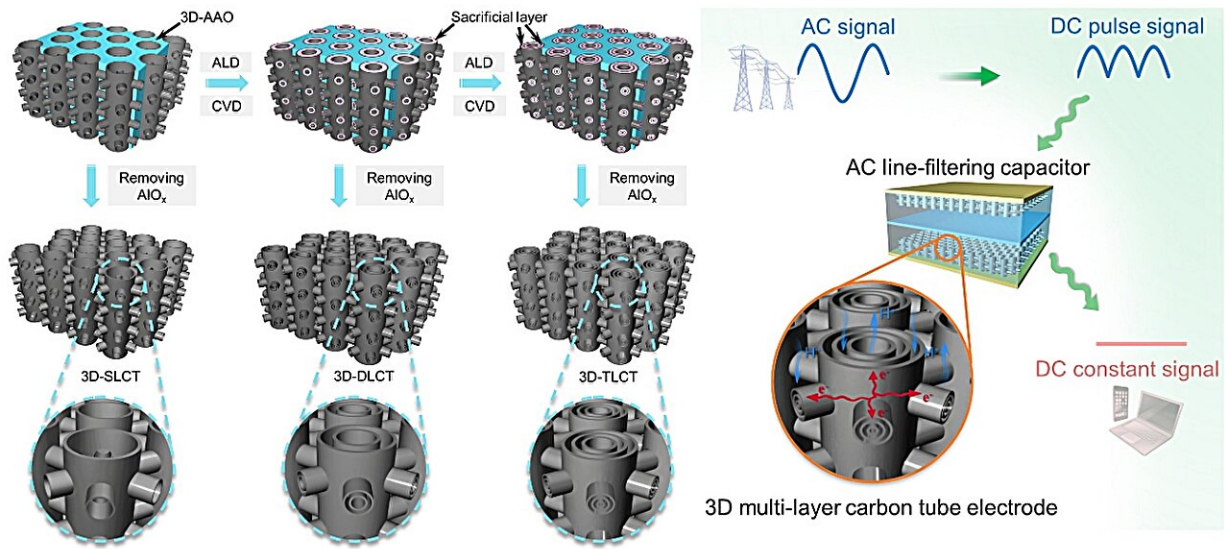 3D-AAO
Sacrificial layer
ALD
CVD
ALD
CVD
Removing
AlOₓ
Removing
AlOₓ
Removing
AlOₓ
3D-SLCT
3D-DLCT
3D-TLCT
AC signal
DC pulse signal
AC line-filtering capacitor
H⁺
H⁺
H⁺
e⁻
e⁻
e⁻
e⁻
DC constant signal
3D multi-layer carbon tube electrode